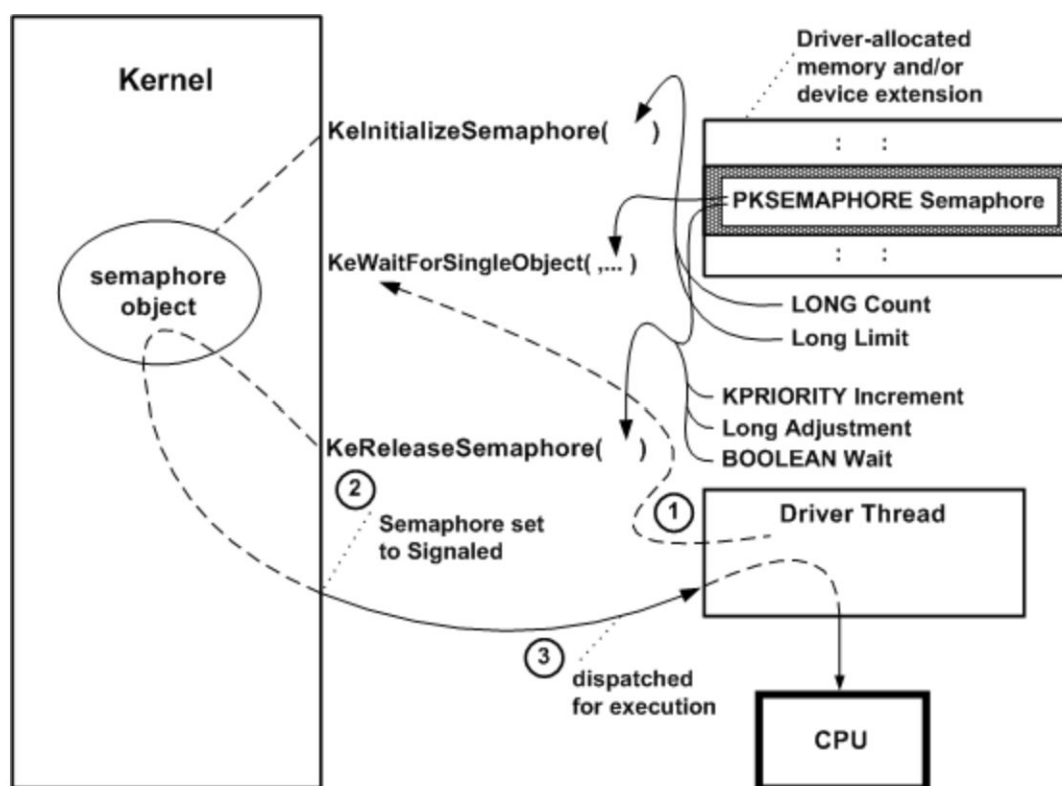 Kernel
Driver-allocated
memory and/or
device extension
KeInitializeSemaphore( )
: :
PKSEMAPHORE Semaphore
: :
semaphore
object
KeWaitForSingleObject( ,... )
LONG Count
Long Limit
KPRIORITY Increment
Long Adjustment
BOOLEAN Wait
KeReleaseSemaphore( )
2
Semaphore set
to Signaled
1
Driver Thread
3
dispatched
for execution
CPU